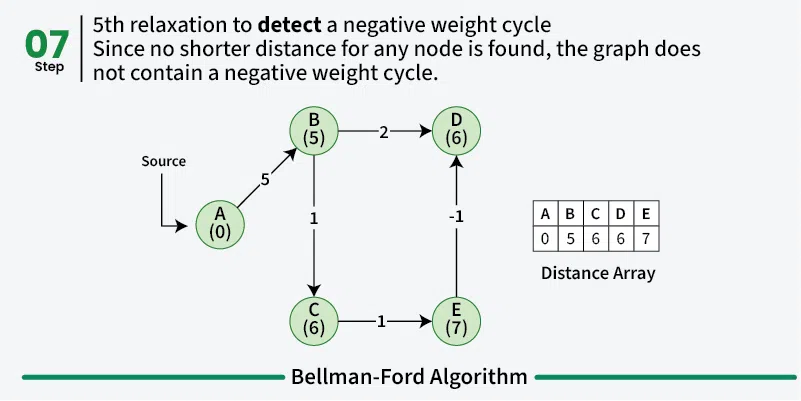 07
Step
5th relaxation to detect a negative weight cycle
Since no shorter distance for any node is found, the graph does
not contain a negative weight cycle.
Source
A
(0)
5
B
(5)
2
D
(6)
1
-1
C
(6)
1
E
(7)
A B C D E
0 5 6 6 7
Distance Array
Bellman-Ford Algorithm